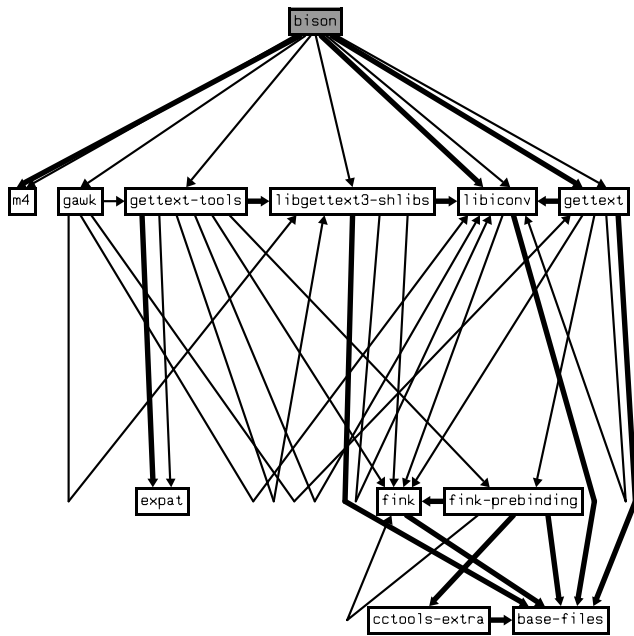 bison
m4
gawk
gettext-tools
libgettext3-shlibs
libiconv
gettext
expat
fink
fink-prebinding
cctools-extra
base-files